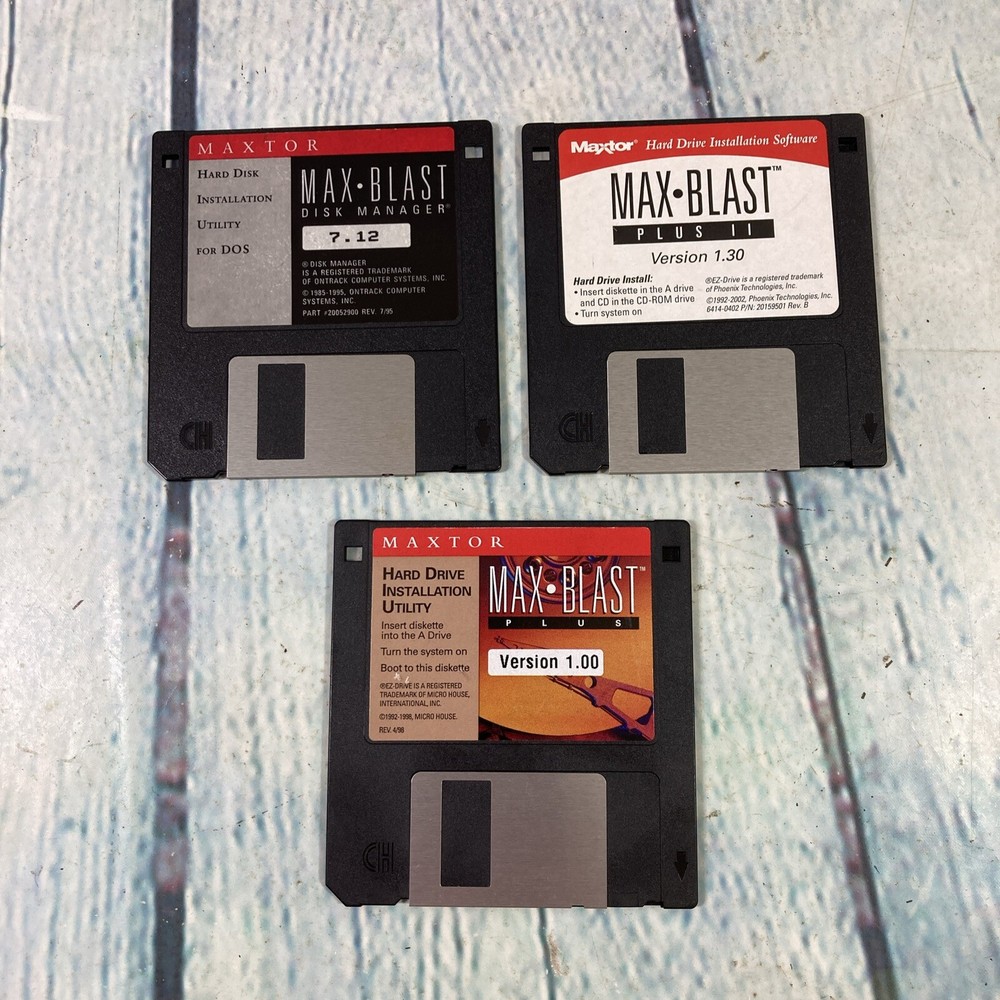 MAXTOR
HARD DISK
INSTALLATION
UTILITY
FOR DOS
MAX•BLAST
DISK MANAGER®
7.12
® DISK MANAGER
IS A REGISTERED TRADEMARK
OF ONTRACK COMPUTER SYSTEMS, INC.
© 1985-1995, ONTRACK COMPUTER
SYSTEMS, INC.
PART #20052900 REV. 7/95
CH
Maxtor® Hard Drive Installation Software
MAX•BLAST™
PLUS II
Version 1.30
Hard Drive Install:
• Insert diskette in the A drive
and CD in the CD-ROM drive
• Turn system on
®EZ-Drive is a registered trademark
of Phoenix Technologies, Inc.
©1992-2002, Phoenix Technologies, Inc.
6414-0402 P/N: 20159501 Rev. B
CH
MAXTOR
HARD DRIVE
INSTALLATION
UTILITY
Insert diskette
into the A Drive
Turn the system on
Boot to this diskette
®EZ-DRIVE IS A REGISTERED
TRADEMARK OF MICRO HOUSE
INTERNATIONAL, INC.
©1992-1998, MICRO HOUSE.
REV. 4/98
MAX•BLAST™
PLUS
Version 1.00
CH